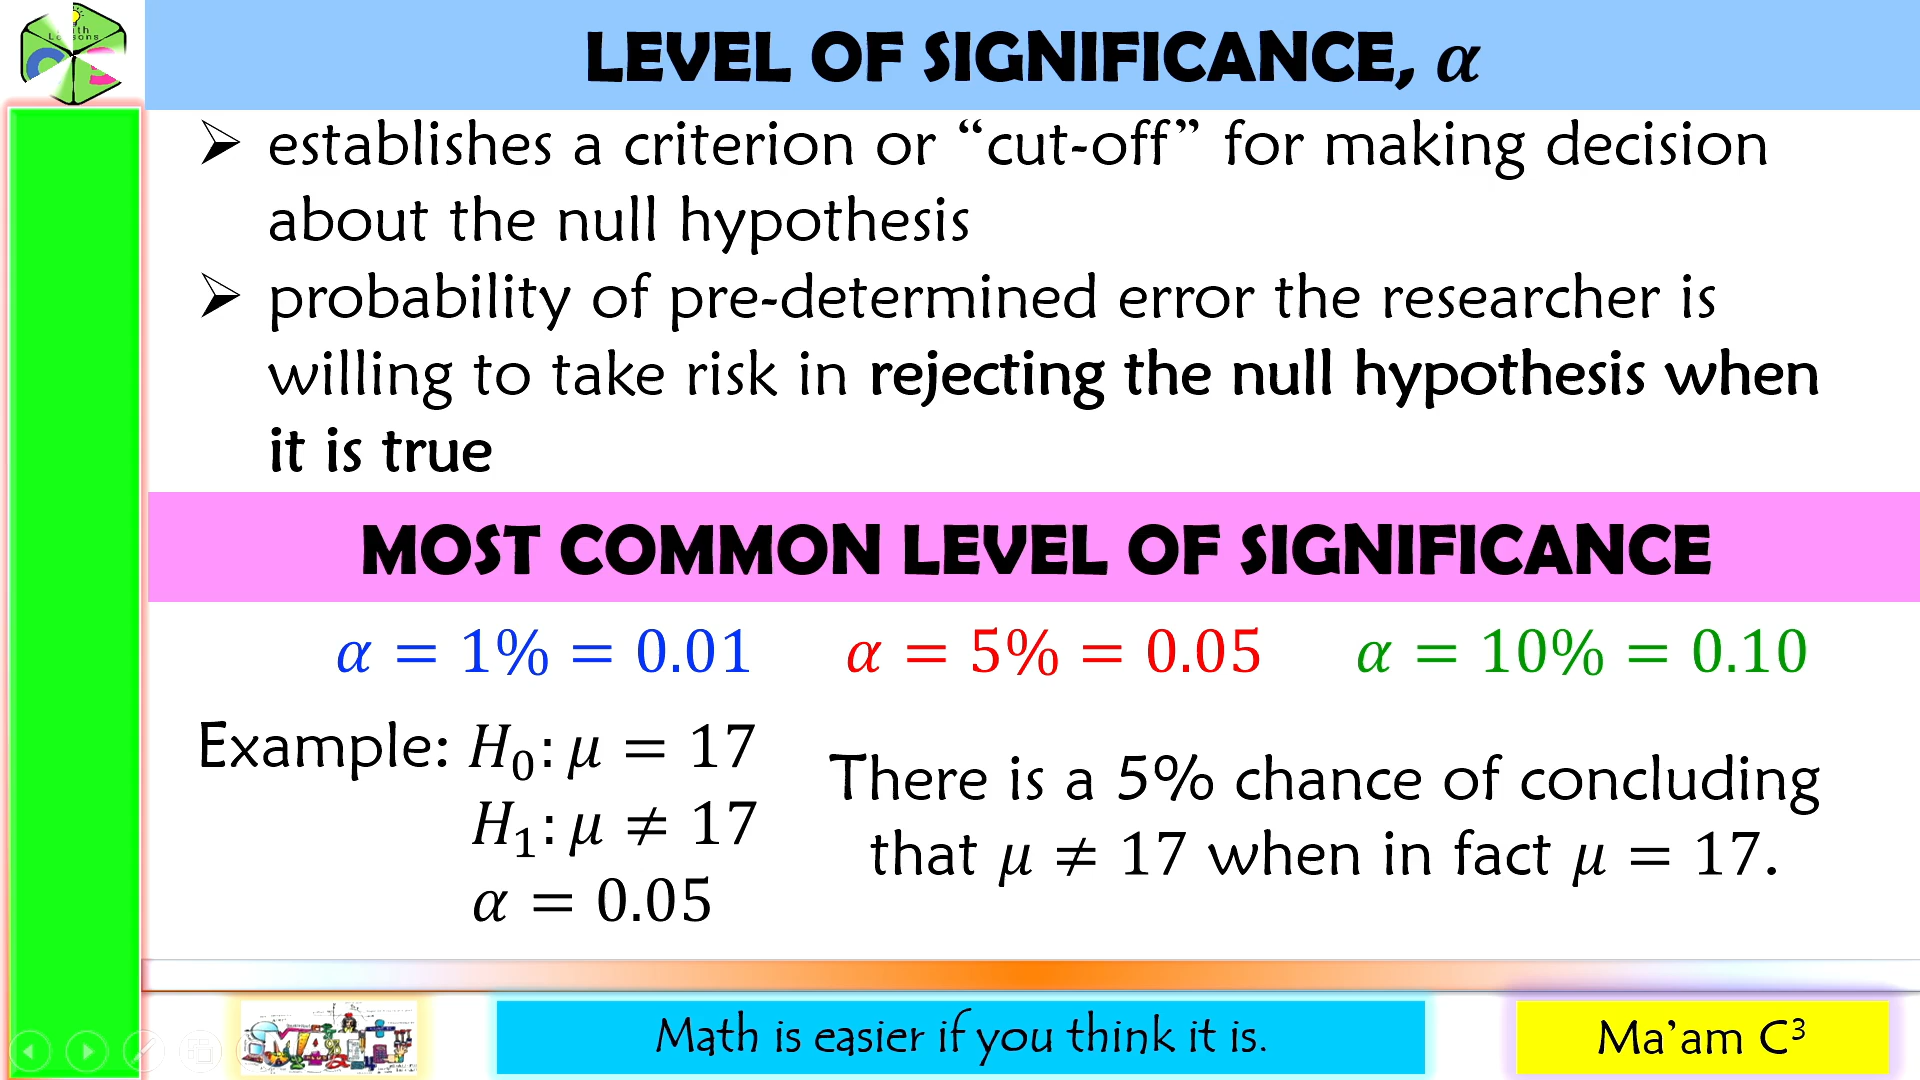 LEVEL OF SIGNIFICANCE, α
➢ establishes a criterion or “cut-off” for making decision
about the null hypothesis
➢ probability of pre-determined error the researcher is
willing to take risk in rejecting the null hypothesis when
it is true
MOST COMMON LEVEL OF SIGNIFICANCE
α = 1% = 0.01 α = 5% = 0.05 α = 10% = 0.10
Example: H₀: μ = 17
H₁: μ ≠ 17
α = 0.05
There is a 5% chance of concluding
that μ ≠ 17 when in fact μ = 17.
MATH
Math is easier if you think it is.
Ma’am C³